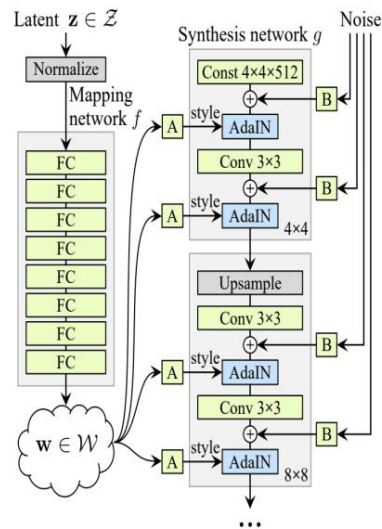 Latent z ∈ Z
Normalize
Mapping
network f
FC
FC
FC
FC
FC
FC
FC
FC
w ∈ W
Synthesis network g
Noise
Const 4×4×512
B
A
style
AdaIN
Conv 3×3
B
A
style
AdaIN
4×4
Upsample
Conv 3×3
B
A
style
AdaIN
Conv 3×3
B
A
style
AdaIN
8×8
...